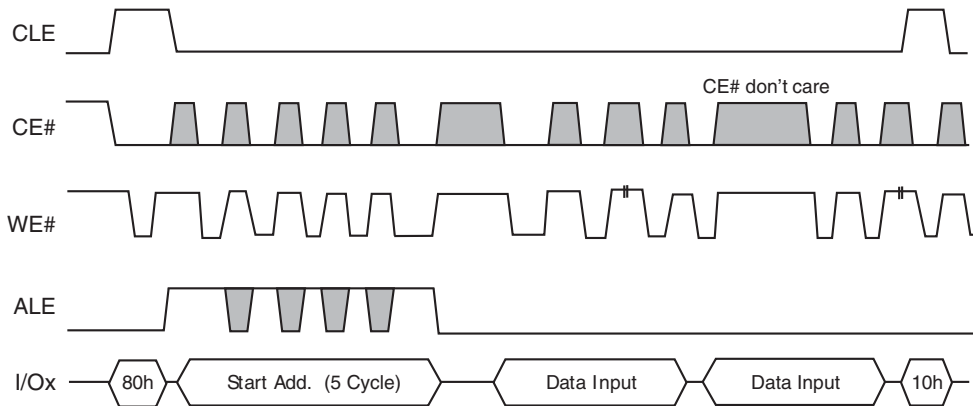 CLE
CE# don't care
CE#
WE#
ALE
I/Ox
80h
Start Add. (5 Cycle)
Data Input
Data Input
10h